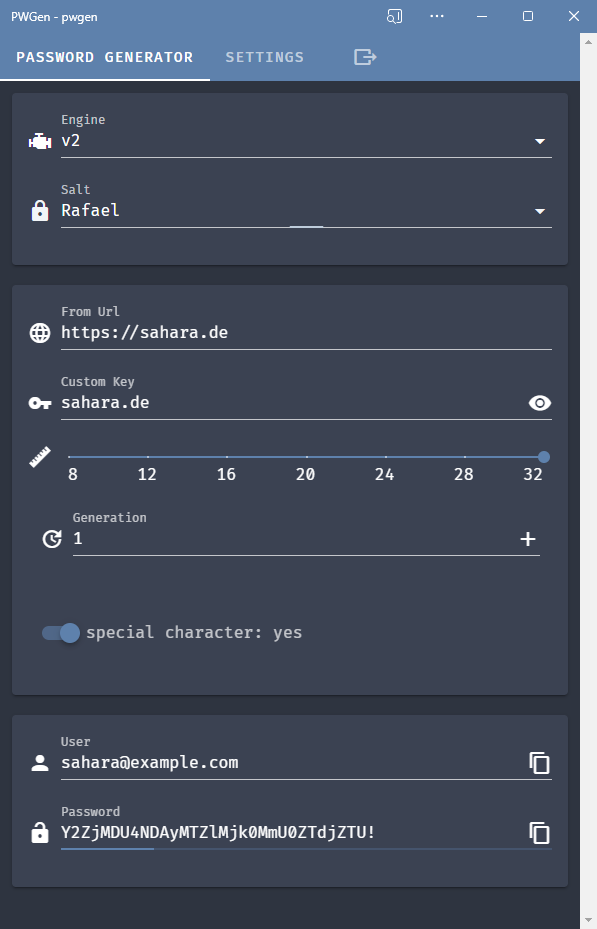 PWGen - pwgen
PASSWORD GENERATOR SETTINGS
Engine
v2
Salt
Rafael
From Url
https://sahara.de
Custom Key
sahara.de
8 12 16 20 24 28 32
Generation
1
special character: yes
User
sahara@example.com
Password
Y2ZjMDU4NDAyMTZlMjk0MmU0ZTdjZTU!